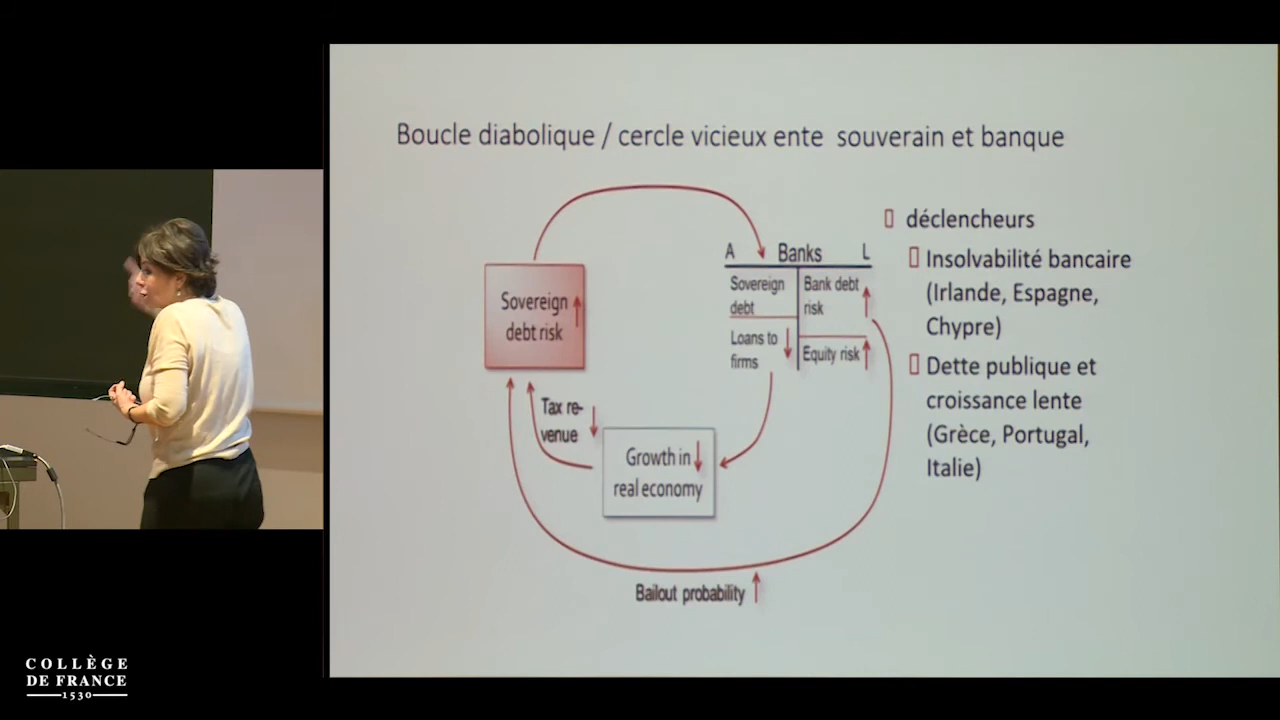 Boucle diabolique / cercle vicieux ente souverain et banque
A Banks L
Sovereign
debt
Bank debt
risk
Loans to
firms
Equity risk
Sovereign
debt risk
Tax re-
venue
Growth in
real economy
Bailout probability
déclencheurs
Insolvabilité bancaire
(Irlande, Espagne,
Chypre)
Dette publique et
croissance lente
(Grèce, Portugal,
Italie)
COLLÈGE
DE FRANCE
1530